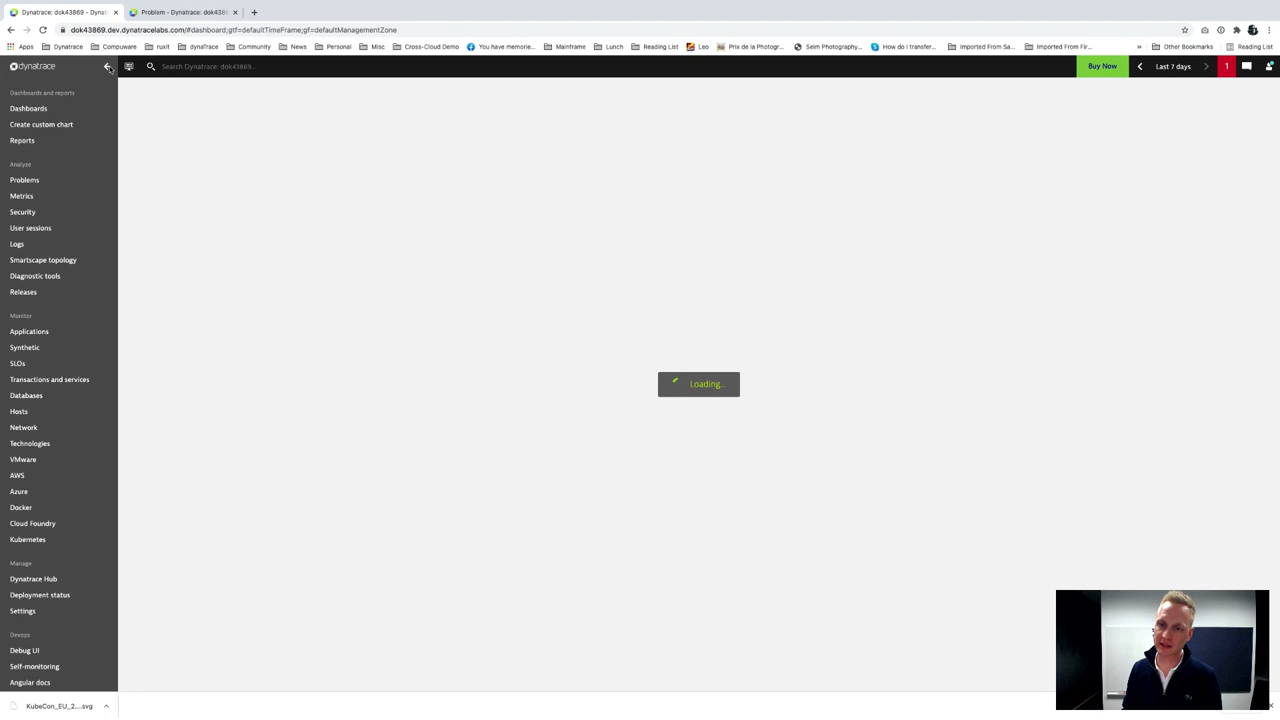 Dynatrace: dok43869 - Dynat
Problem - Dynatrace: dok4386
dok43869.dev.dynatracelabs.com/#dashboard;gtf=defaultTimeFrame;gf=defaultManagementZone
Apps Dynatrace Compuware ruxit dynaTrace Community News Personal Misc Cross-Cloud Demo You have memorie... Mainframe Lunch Reading List Leo Prix de la Photogr... Seim Photography... How do i transfer... Imported From Sa... Imported From Fir... » Other Bookmarks Reading List
dynatrace Search Dynatrace: dok43869... Buy Now Last 7 days 1
Dashboards and reports
Dashboards
Create custom chart
Reports
Analyze
Problems
Metrics
Security
User sessions
Logs
Smartscape topology
Diagnostic tools
Releases
Monitor
Applications
Synthetic
SLOs
Transactions and services
Databases
Hosts
Network
Technologies
VMware
AWS
Azure
Docker
Cloud Foundry
Kubernetes
Manage
Dynatrace Hub
Deployment status
Settings
Devops
Debug UI
Self-monitoring
Angular docs
Loading...
KubeCon_EU_2....svg